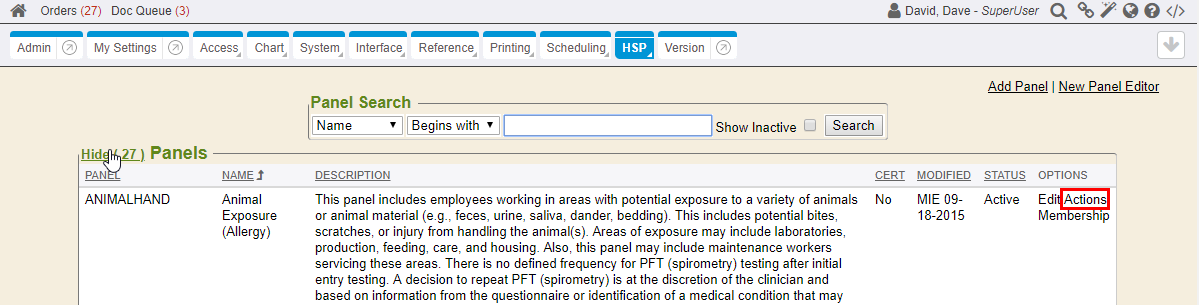 Orders (27) Doc Queue (3) David, Dave - SuperUser
Admin My Settings Access Chart System Interface Reference Printing Scheduling HSP Version
Add Panel | New Panel Editor
Panel Search
Name Begins with Show Inactive Search
Hide ( 27 ) Panels
PANEL NAME DESCRIPTION CERT MODIFIED STATUS OPTIONS
ANIMALHAND Animal This panel includes employees working in areas with potential exposure to a variety of animals No MIE 09- Active Edit Actions
Exposure or animal material (e.g., feces, urine, saliva, dander, bedding). This includes potential bites, 18-2015 Membership
(Allergy) scratches, or injury from handling the animal(s). Areas of exposure may include laboratories,
production, feeding, care, and housing. Also, this panel may include maintenance workers
servicing these areas. There is no defined frequency for PFT (spirometry) testing after initial
entry testing. A decision to repeat PFT (spirometry) is at the discretion of the clinician and
based on information from the questionnaire or identification of a medical condition that may